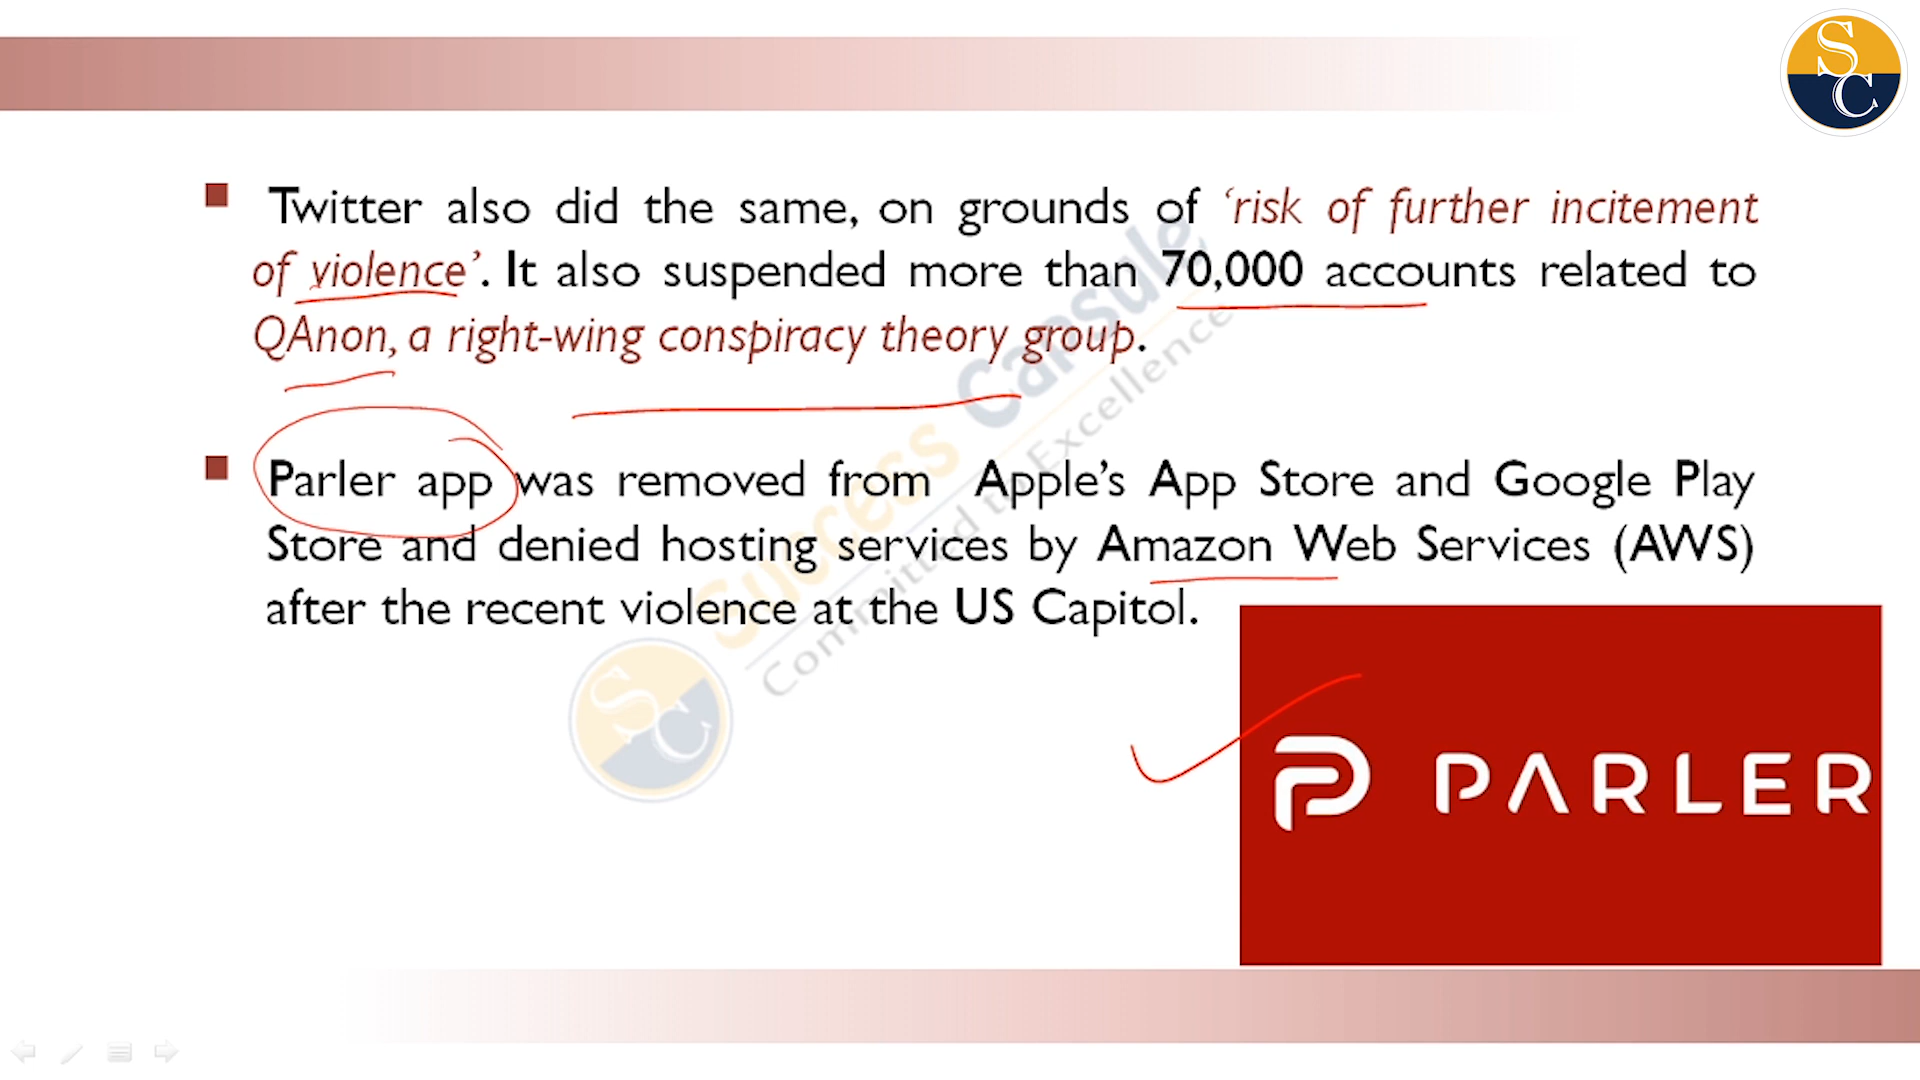 SC
Twitter also did the same, on grounds of ‘risk of further incitement
of violence’. It also suspended more than 70,000 accounts related to
QAnon, a right-wing conspiracy theory group.
Parler app was removed from Apple’s App Store and Google Play
Store and denied hosting services by Amazon Web Services (AWS)
after the recent violence at the US Capitol.
Success Capsule
Committed to Excellence
SC
PARLER